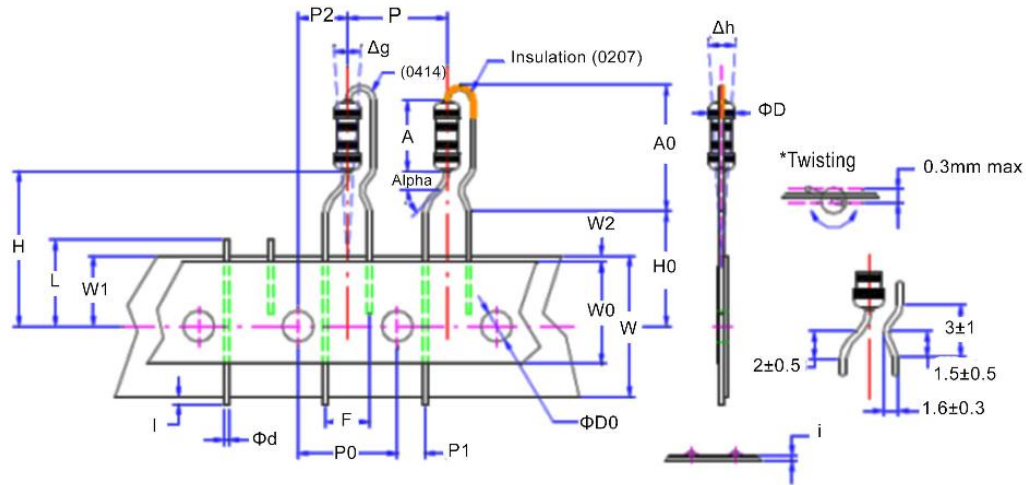 P2
P
Δg
(0414)
Insulation (0207)
Δh
ΦD
A
A0
Alpha
*Twisting
0.3mm max
H
L
W1
W2
W0
W
H0
3±1
2±0.5
1.5±0.5
1.6±0.3
I
Φd
F
P0
P1
ΦD0
i